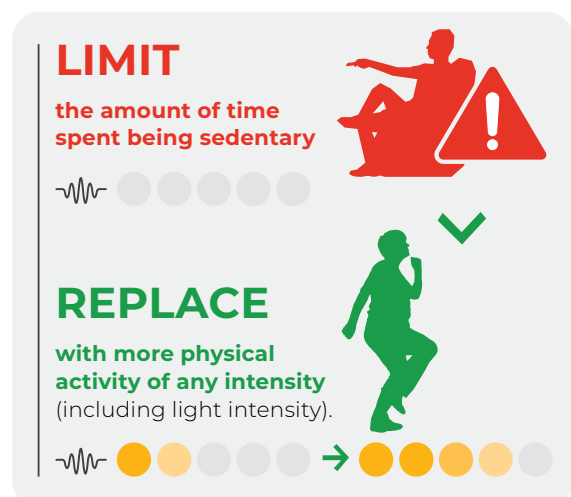 LIMIT
the amount of time
spent being sedentary
REPLACE
with more physical
activity of any intensity
(including light intensity).